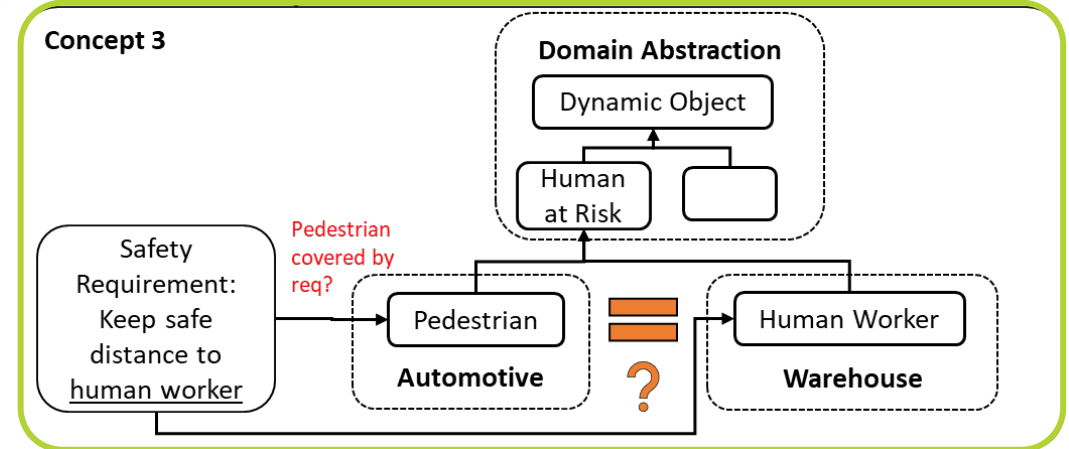 Concept 3
Domain Abstraction
Dynamic Object
Human
at Risk
Safety
Requirement:
Keep safe
distance to
human worker
Pedestrian
covered by
req?
Pedestrian
Automotive
?
Human Worker
Warehouse